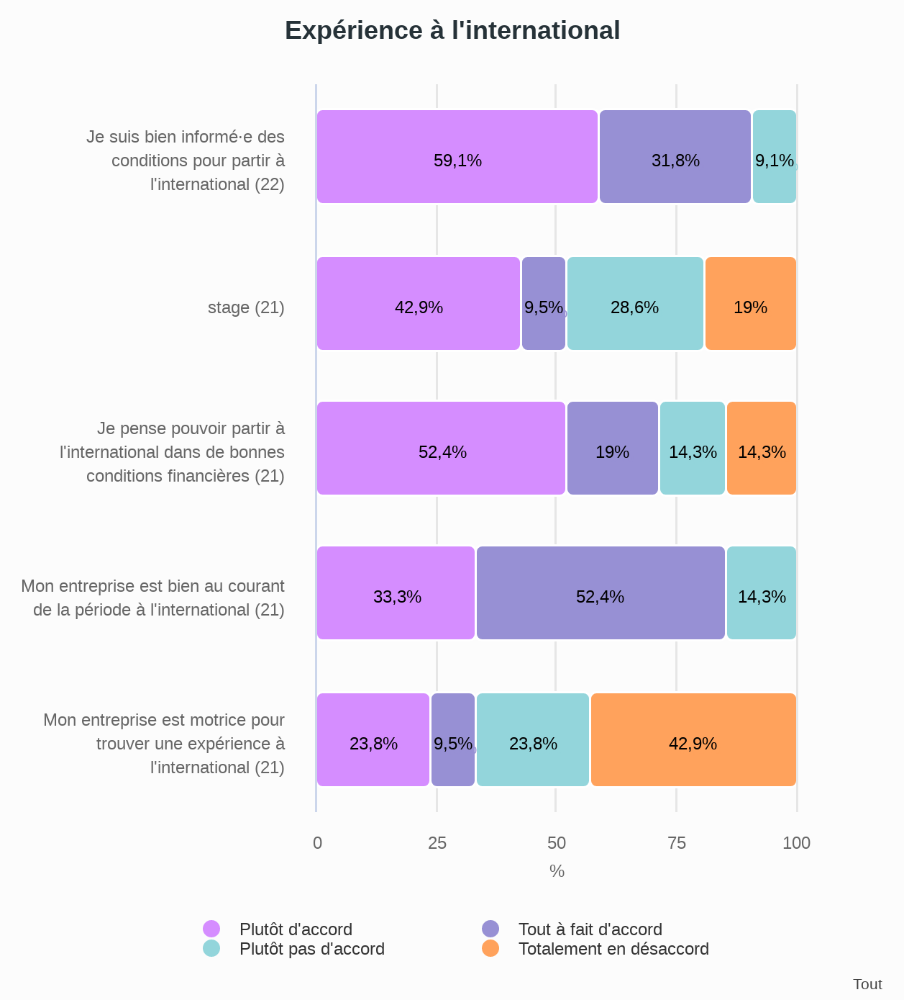 Expérience à l'international
Je suis bien informé·e des
conditions pour partir à
l'international (22)
59,1%
31,8%
9,1%
stage (21)
42,9%
9,5%
28,6%
19%
Je pense pouvoir partir à
l'international dans de bonnes
conditions financières (21)
52,4%
19%
14,3%
14,3%
Mon entreprise est bien au courant
de la période à l'international (21)
33,3%
52,4%
14,3%
Mon entreprise est motrice pour
trouver une expérience à
l'international (21)
23,8%
9,5%
23,8%
42,9%
0 25 50 75 100
%
Plutôt d'accord
Tout à fait d'accord
Plutôt pas d'accord
Totalement en désaccord
Tout